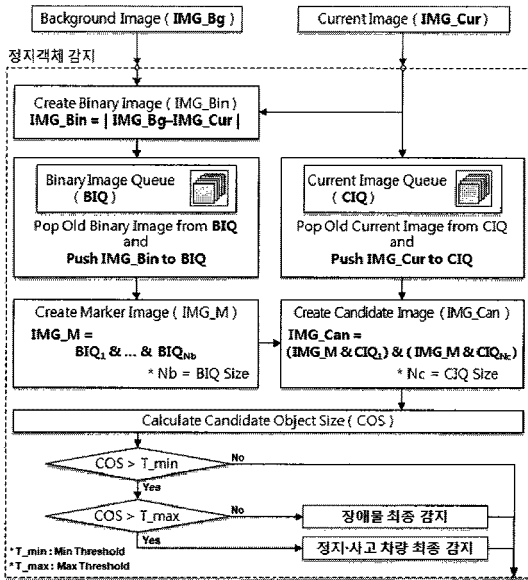 Background Image ( IMG_Bg )
Current Image ( IMG_Cur )
정지객체 감지
Create Binary Image ( IMG_Bin )
IMG_Bin = | IMG_Bg-IMG_Cur |
Binary Image Queue
( BIQ )
Pop Old Binary Image from BIQ
and
Push IMG_Bin to BIQ
Current Image Queue
( CIQ )
Pop Old Current Image from CIQ
and
Push IMG_Cur to CIQ
Create Marker Image ( IMG_M )
IMG_M =
BIQ1 & ... & BIQNb
* Nb = BIQ Size
Create Candidate Image ( IMG_Can )
IMG_Can =
(IMG_M & CIQ1) & ( IMG_M & CIQNc)
* Nc = CIQ Size
Calculate Candidate Object Size ( COS )
COS > T_min
No
Yes
COS > T_max
No
장애물 최종 감지
Yes
정지·사고 차량 최종 감지
* T_min : Min Threshold
* T_max : Max Threshold